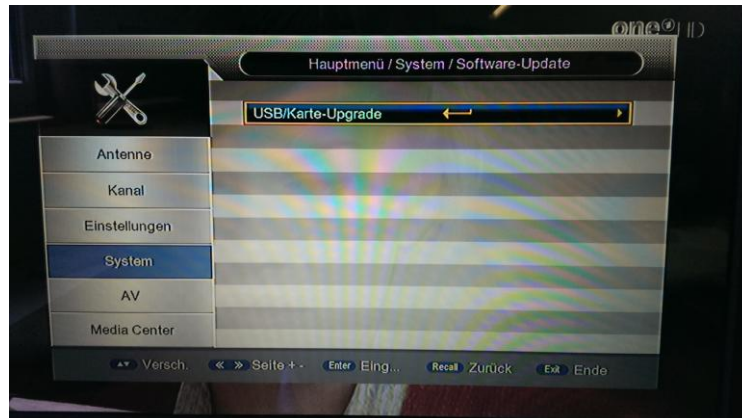 one HD
Hauptmenü / System / Software-Update
USB/Karte-Upgrade
Antenne
Kanal
Einstellungen
System
AV
Media Center
Versch. Seite + - Enter Eing... Recall Zurück Exit Ende